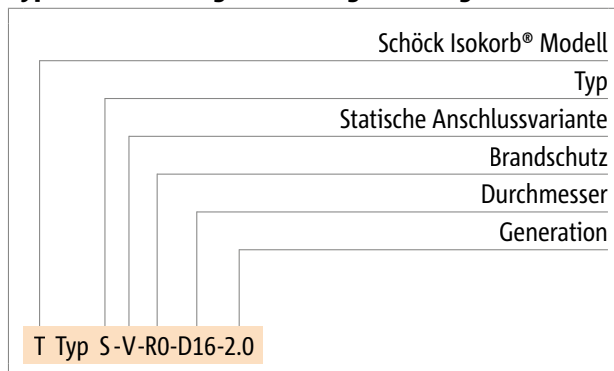 Schöck Isokorb® Modell
Typ
Statische Anschlussvariante
Brandschutz
Durchmesser
Generation
T Typ S-V-R0-D16-2.0